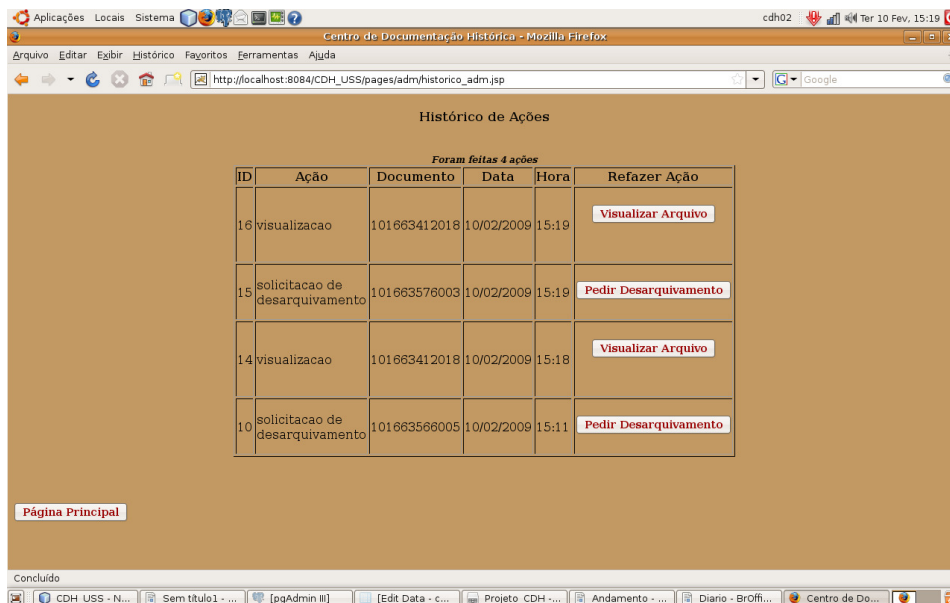 Aplicações Locais Sistema cdh02 Ter 10 Fev, 15:19
Centro de Documentação Histórica - Mozilla Firefox
Arquivo Editar Exibir Histórico Favoritos Ferramentas Ajuda
http://localhost:8084/CDH_USS/pages/adm/historico_adm.jsp Google
Histórico de Ações
Foram feitas 4 ações
ID Ação Documento Data Hora Refazer Ação
16 visualizacao 101663412018 10/02/2009 15:19 Visualizar Arquivo
15 solicitacao de
desarquivamento 101663576003 10/02/2009 15:19 Pedir Desarquivamento
14 visualizacao 101663412018 10/02/2009 15:18 Visualizar Arquivo
10 solicitacao de
desarquivamento 101663566005 10/02/2009 15:11 Pedir Desarquivamento
Página Principal
Concluído
CDH_USS - N... Sem título1 - ... [pgAdmin III] [Edit Data - c... Projeto_CDH -... Andamento - ... Diario - BrOffi... Centro de Do...